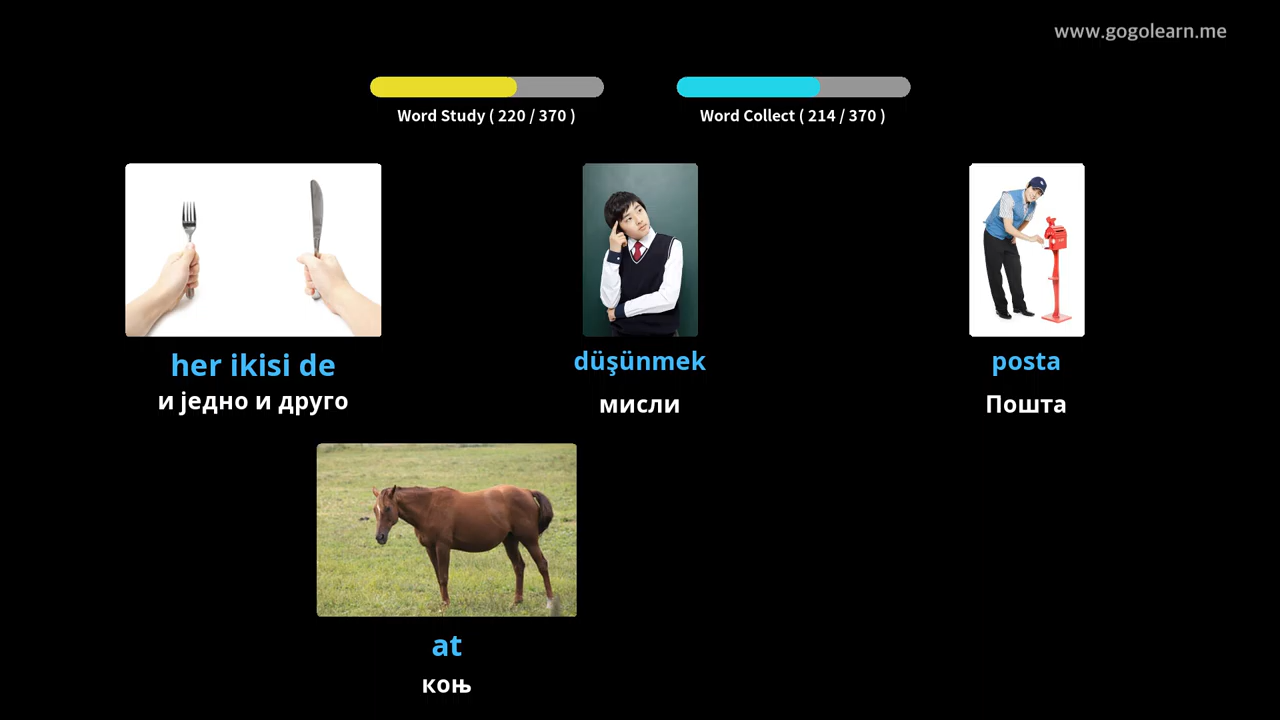 www.gogolearn.me
Word Study ( 220 / 370 )
Word Collect ( 214 / 370 )
her ikisi de
и једно и друго
düşünmek
мисли
posta
Пошта
at
коњ